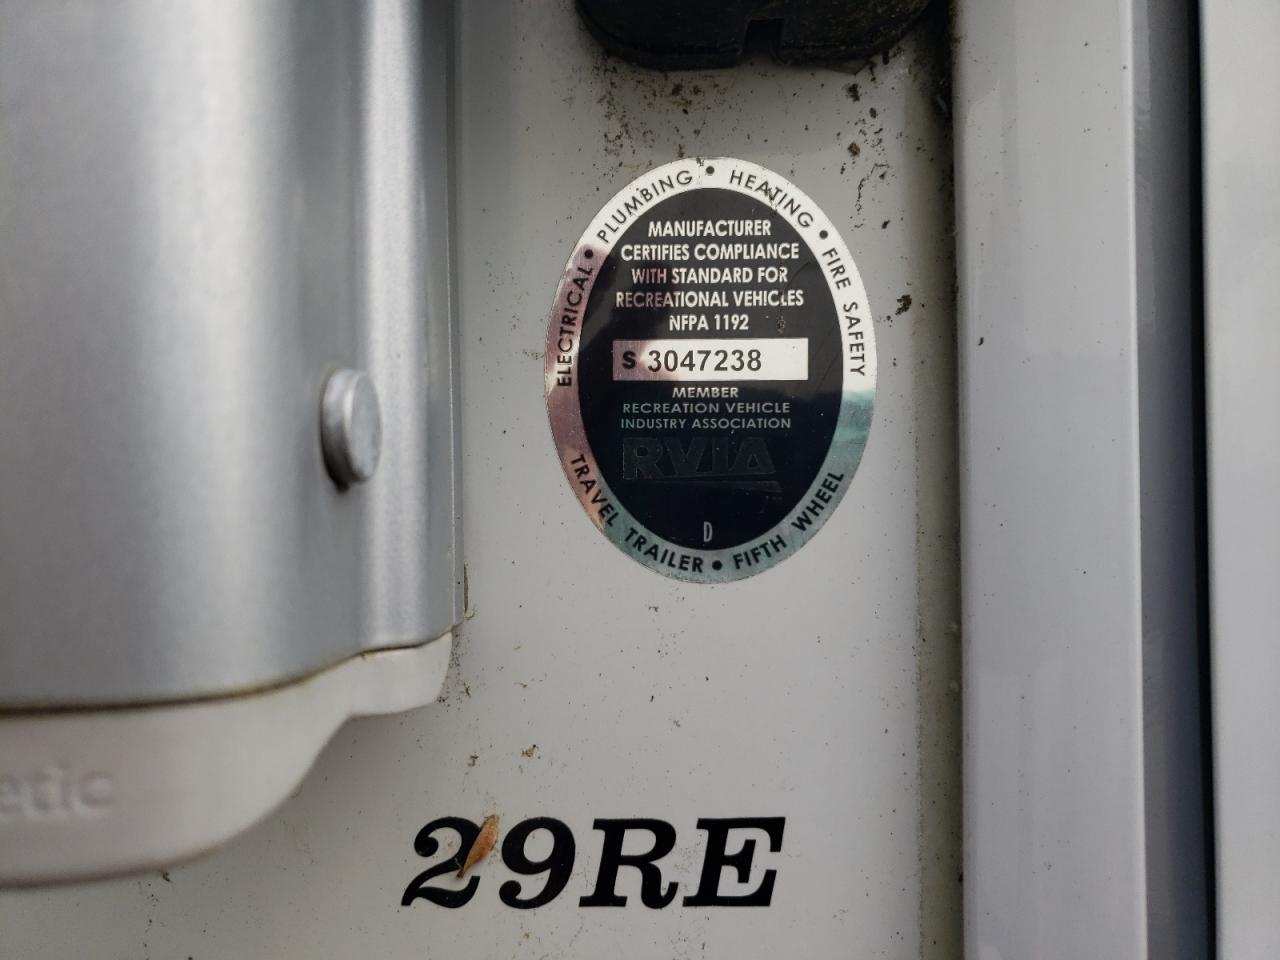 ELECTRICAL • PLUMBING • HEATING • FIRE SAFETY
MANUFACTURER
CERTIFIES COMPLIANCE
WITH STANDARD FOR
RECREATIONAL VEHICLES
NFPA 1192
S 3047238
MEMBER
RECREATION VEHICLE
INDUSTRY ASSOCIATION
RVIA
D
TRAVEL TRAILER • FIFTH WHEEL
etic
29RE